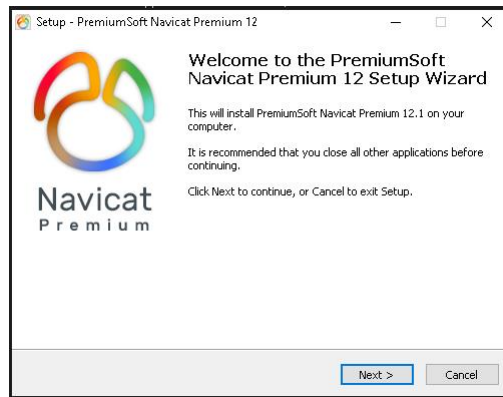 Setup - PremiumSoft Navicat Premium 12
Welcome to the PremiumSoft
Navicat Premium 12 Setup Wizard
This will install PremiumSoft Navicat Premium 12.1 on your
computer.
It is recommended that you close all other applications before
continuing.
Click Next to continue, or Cancel to exit Setup.
Navicat
Premium
Next >
Cancel